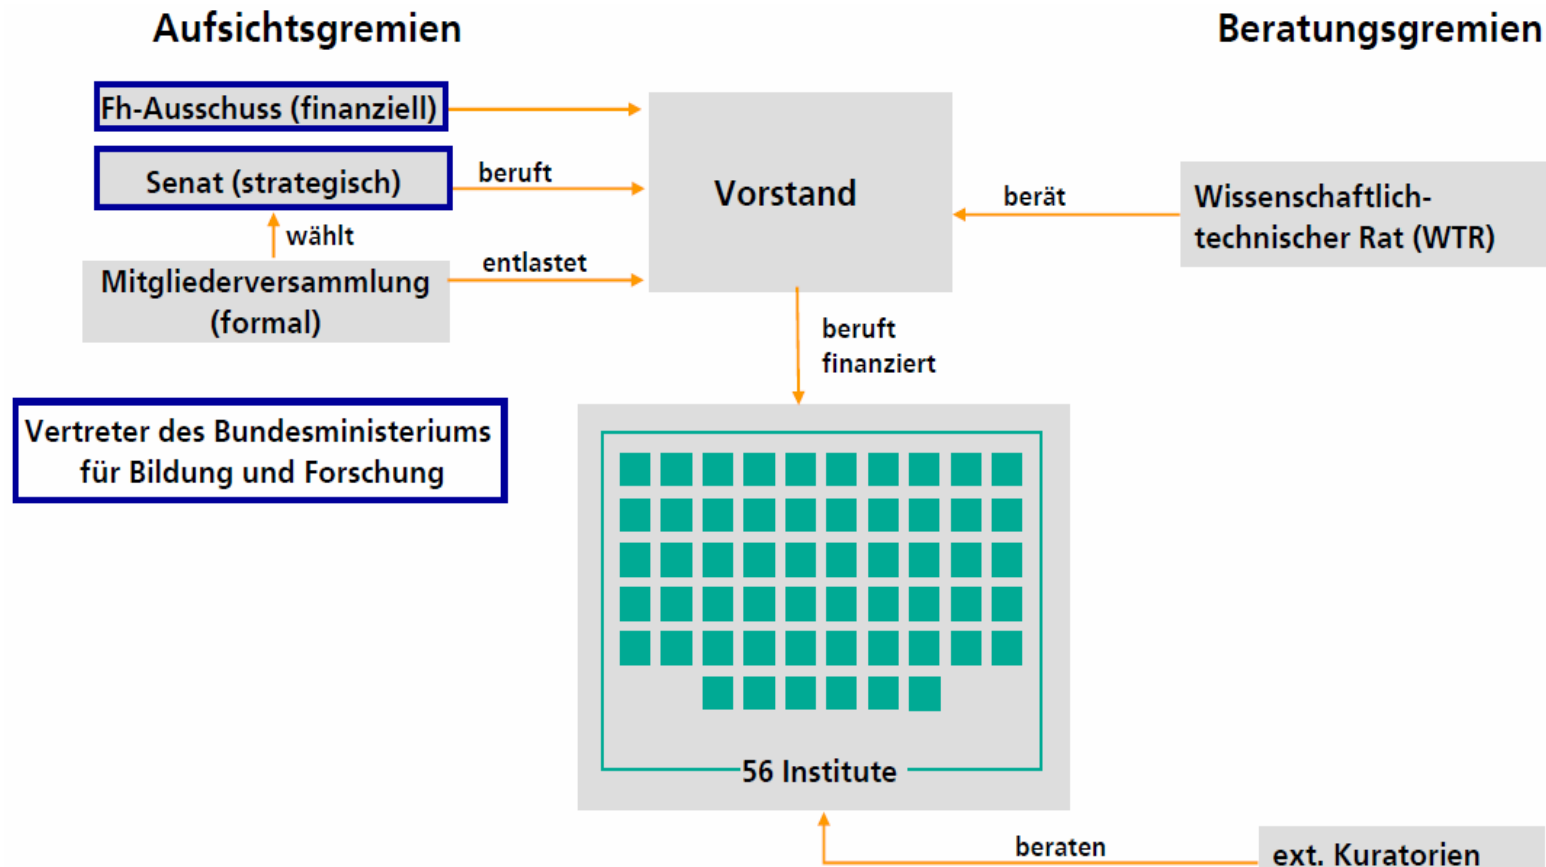 Aufsichtsgremien
Beratungsgremien
Fh-Ausschuss (finanziell)
Senat (strategisch)
beruft
wählt
Mitgliederversammlung
(formal)
entlastet
Vorstand
berät
Wissenschaftlich-
technischer Rat (WTR)
beruft
finanziert
Vertreter des Bundesministeriums
für Bildung und Forschung
56 Institute
beraten
ext. Kuratorien